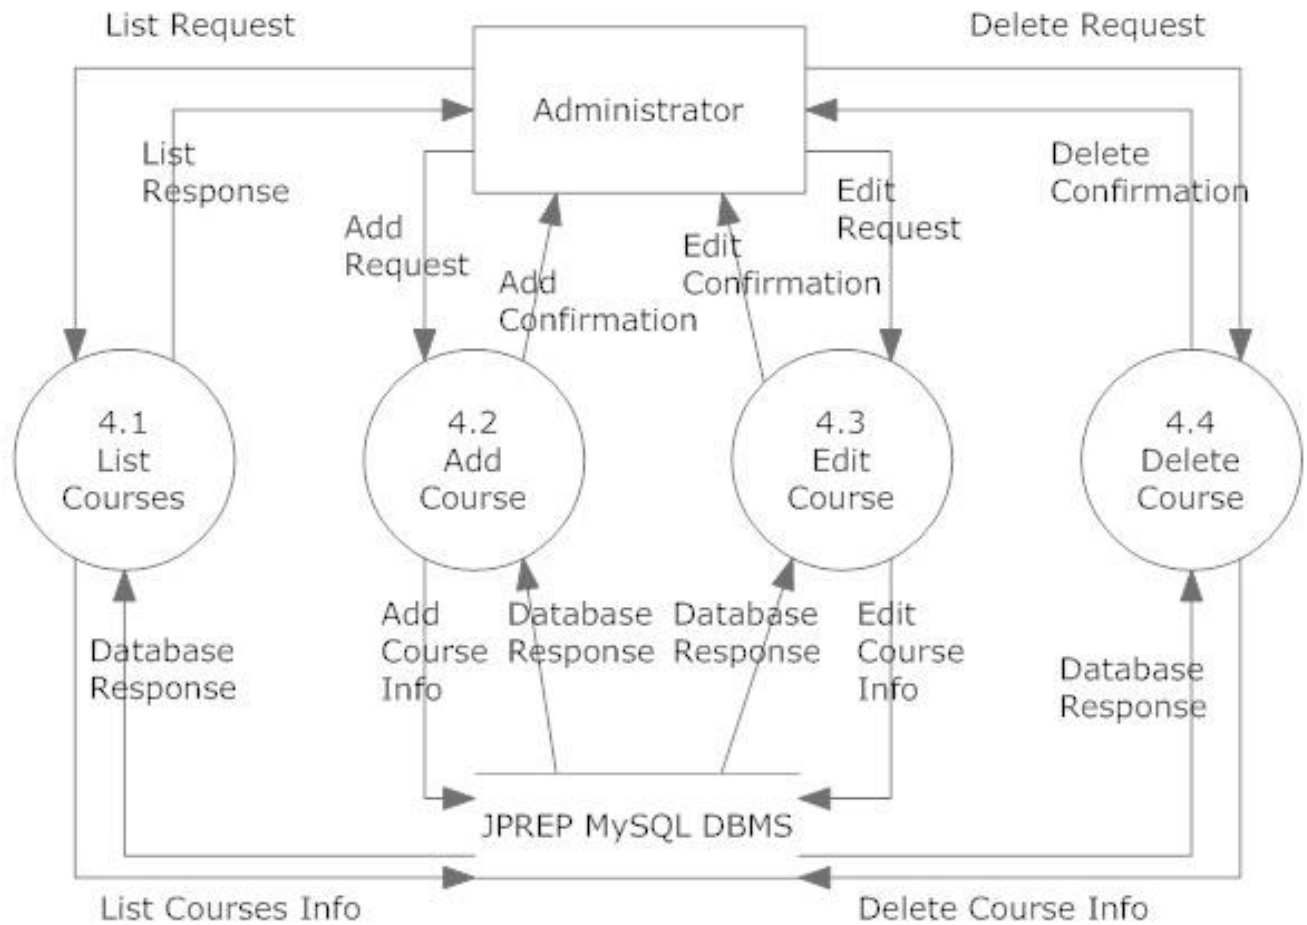 List Request
Delete Request
Administrator
List
Response
Delete
Confirmation
Add
Request
Edit
Request
Add
Confirmation
Edit
Confirmation
4.1
List
Courses
4.2
Add
Course
4.3
Edit
Course
4.4
Delete
Course
Database
Response
Add
Course
Info
Database
Response
Database
Response
Edit
Course
Info
Database
Response
JPREP MySQL DBMS
List Courses Info
Delete Course Info